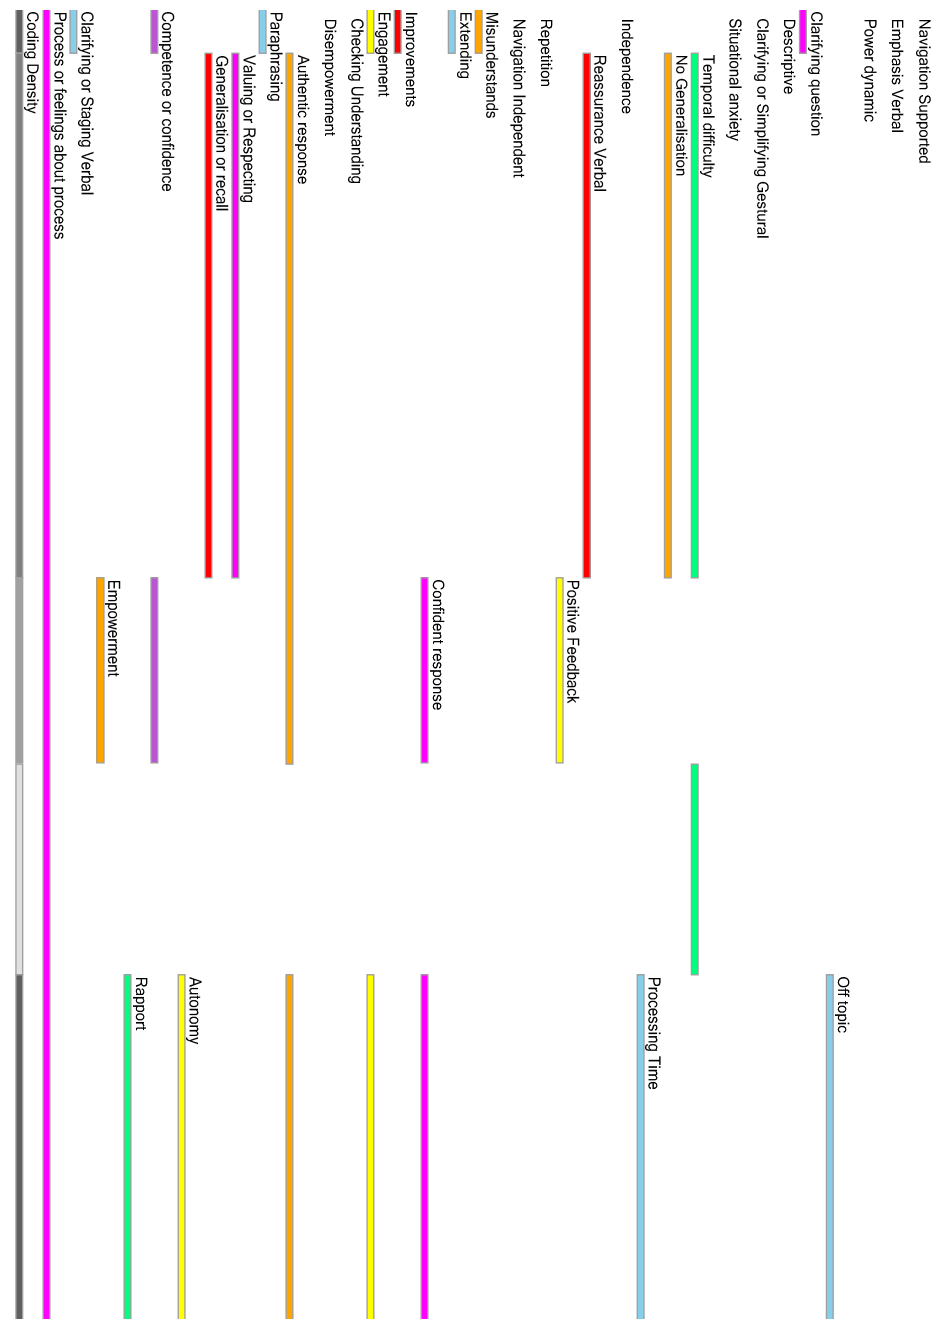 Coding Density
Process or feelings about process
Clarifying or Staging Verbal
Empowerment
Rapport
Competence or confidence
Autonomy
Generalisation or recall
Valuing or Respecting
Paraphrasing
Authentic response
Disempowerment
Checking Understanding
Engagement
Improvements
Confident response
Extending
Misunderstands
Navigation Independent
Repetition
Positive Feedback
Reassurance Verbal
Independence
Processing Time
No Generalisation
Temporal difficulty
Situational anxiety
Clarifying or Simplifying Gestural
Descriptive
Clarifying question
Off topic
Power dynamic
Emphasis Verbal
Navigation Supported